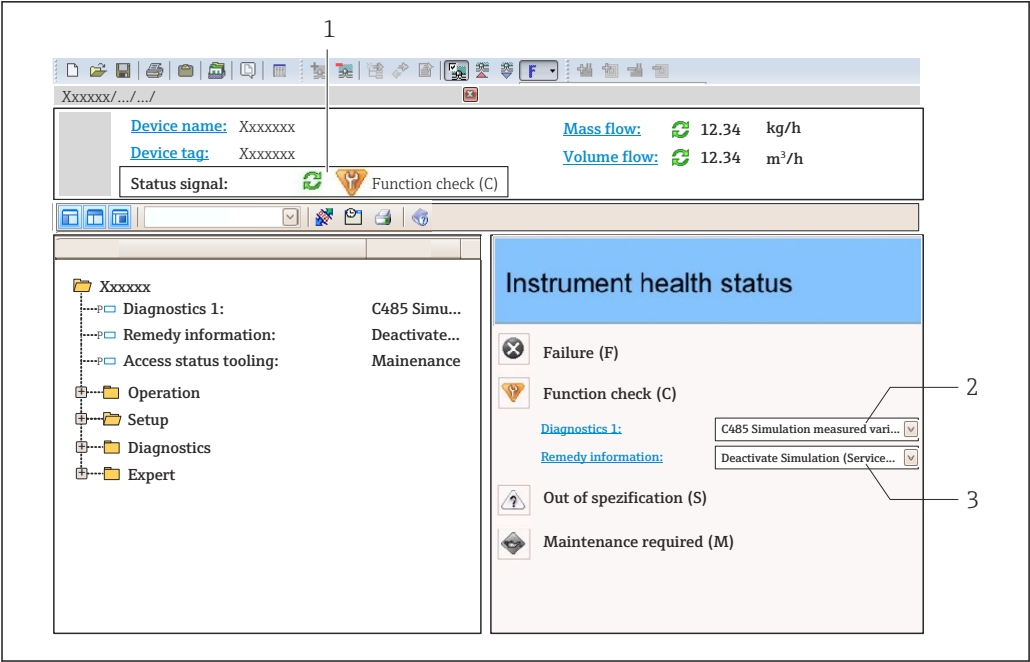 1
F
Xxxxxx/.../.../
Device name: Xxxxxxx
Mass flow: 12.34 kg/h
Device tag: Xxxxxxx
Volume flow: 12.34 m³/h
Status signal: Function check (C)
Xxxxxx
Diagnostics 1: C485 Simu...
Remedy information: Deactivate...
Access status tooling: Mainenance
Operation
Setup
Diagnostics
Expert
Instrument health status
Failure (F)
Function check (C)
Diagnostics 1: C485 Simulation measured vari...
2
Remedy information: Deactivate Simulation (Service...
3
Out of spezification (S)
Maintenance required (M)